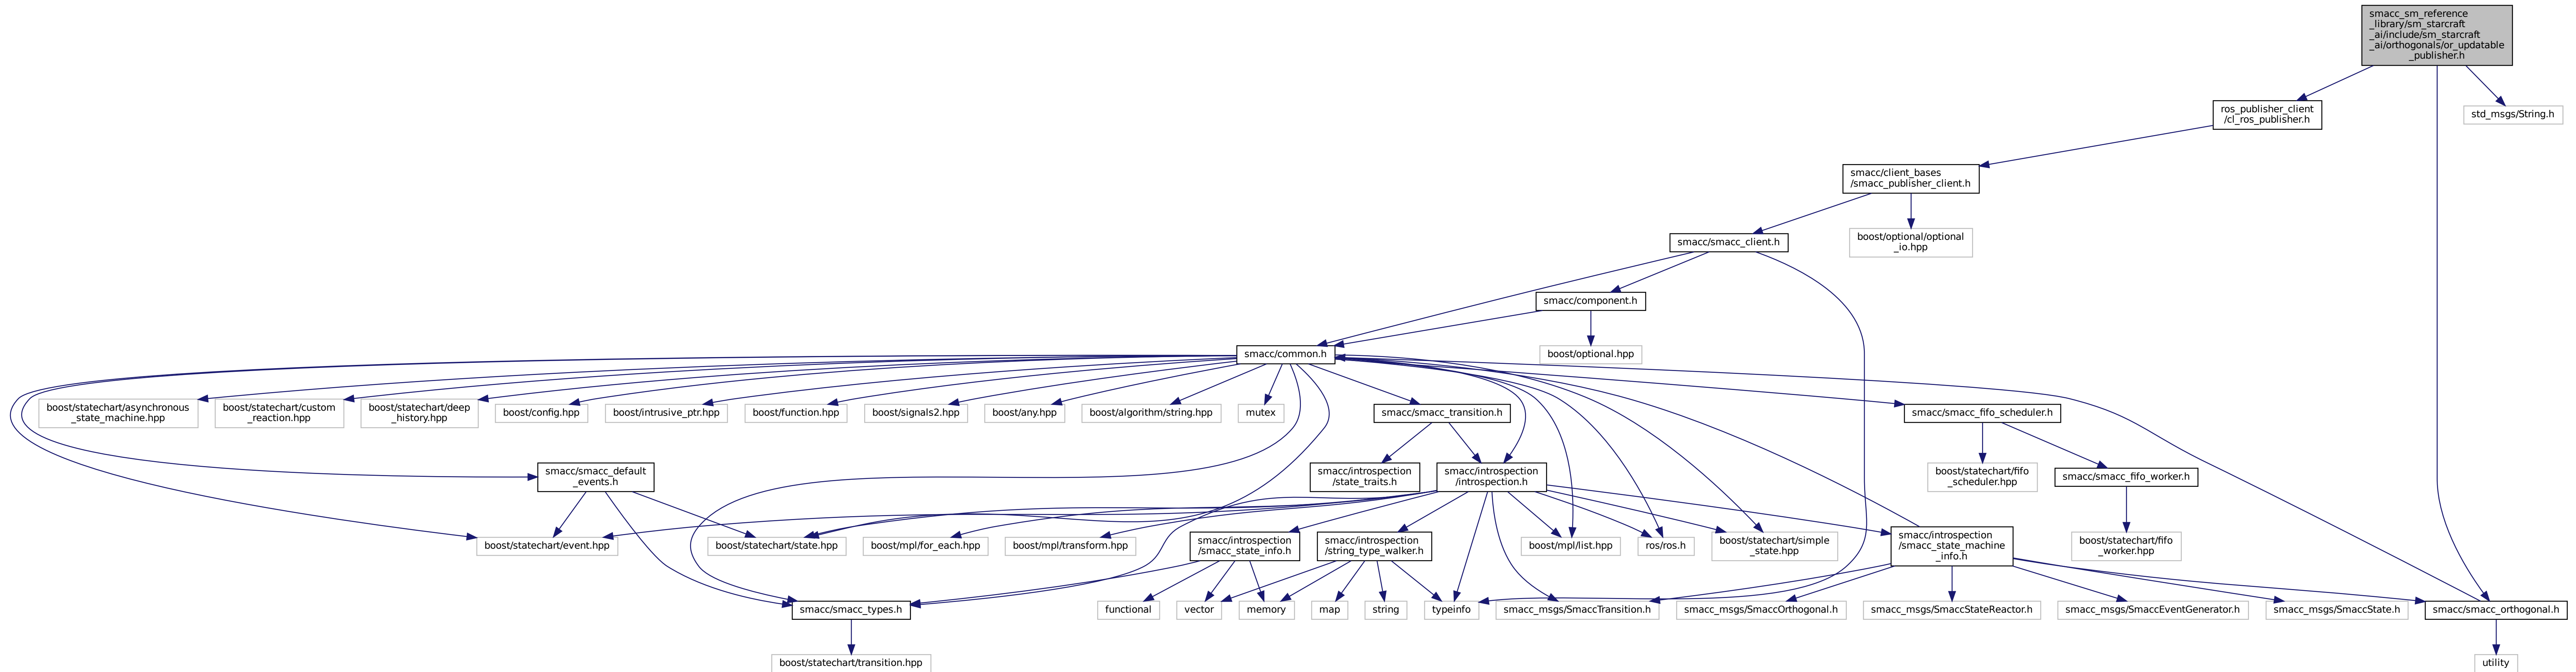 smacc_sm_reference
_library/sm_starcraft
_ai/include/sm_starcraft
_ai/orthogonals/or_updatable
_publisher.h
ros_publisher_client
/cl_ros_publisher.h
std_msgs/String.h
smacc/client_bases
/smacc_publisher_client.h
smacc/smacc_client.h
boost/optional/optional
_io.hpp
smacc/component.h
smacc/common.h
boost/optional.hpp
boost/statechart/asynchronous
_state_machine.hpp
boost/statechart/custom
_reaction.hpp
boost/statechart/deep
_history.hpp
boost/config.hpp
boost/intrusive_ptr.hpp
boost/function.hpp
boost/signals2.hpp
boost/any.hpp
boost/algorithm/string.hpp
mutex
smacc/smacc_transition.h
smacc/smacc_fifo_scheduler.h
smacc/smacc_default
_events.h
smacc/introspection
/state_traits.h
smacc/introspection
/introspection.h
boost/statechart/fifo
_scheduler.hpp
smacc/smacc_fifo_worker.h
boost/statechart/event.hpp
boost/statechart/state.hpp
boost/mpl/for_each.hpp
boost/mpl/transform.hpp
smacc/introspection
/smacc_state_info.h
smacc/introspection
/string_type_walker.h
boost/mpl/list.hpp
ros/ros.h
boost/statechart/simple
_state.hpp
smacc/introspection
/smacc_state_machine
_info.h
boost/statechart/fifo
_worker.hpp
smacc/smacc_types.h
functional
vector
memory
map
string
typeinfo
smacc_msgs/SmaccTransition.h
smacc_msgs/SmaccOrthogonal.h
smacc_msgs/SmaccStateReactor.h
smacc_msgs/SmaccEventGenerator.h
smacc_msgs/SmaccState.h
smacc/smacc_orthogonal.h
boost/statechart/transition.hpp
utility